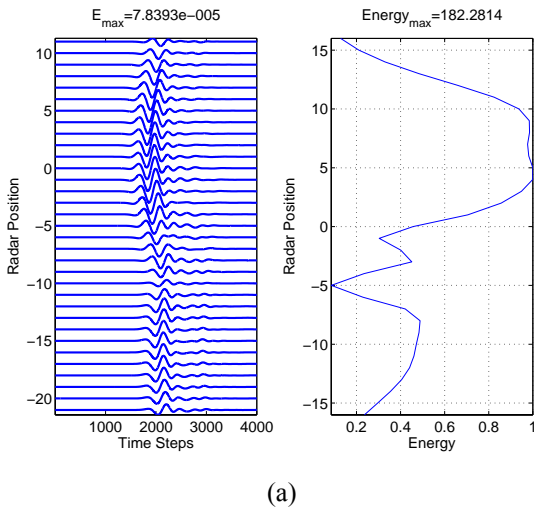 E_max=7.8393e-005
10
5
0
−5
−10
−15
−20
Radar Position
1000 2000 3000 4000
Time Steps
Energy_max=182.2814
15
10
5
0
−5
−10
−15
Radar Position
0.2 0.4 0.6 0.8 1
Energy
(a)